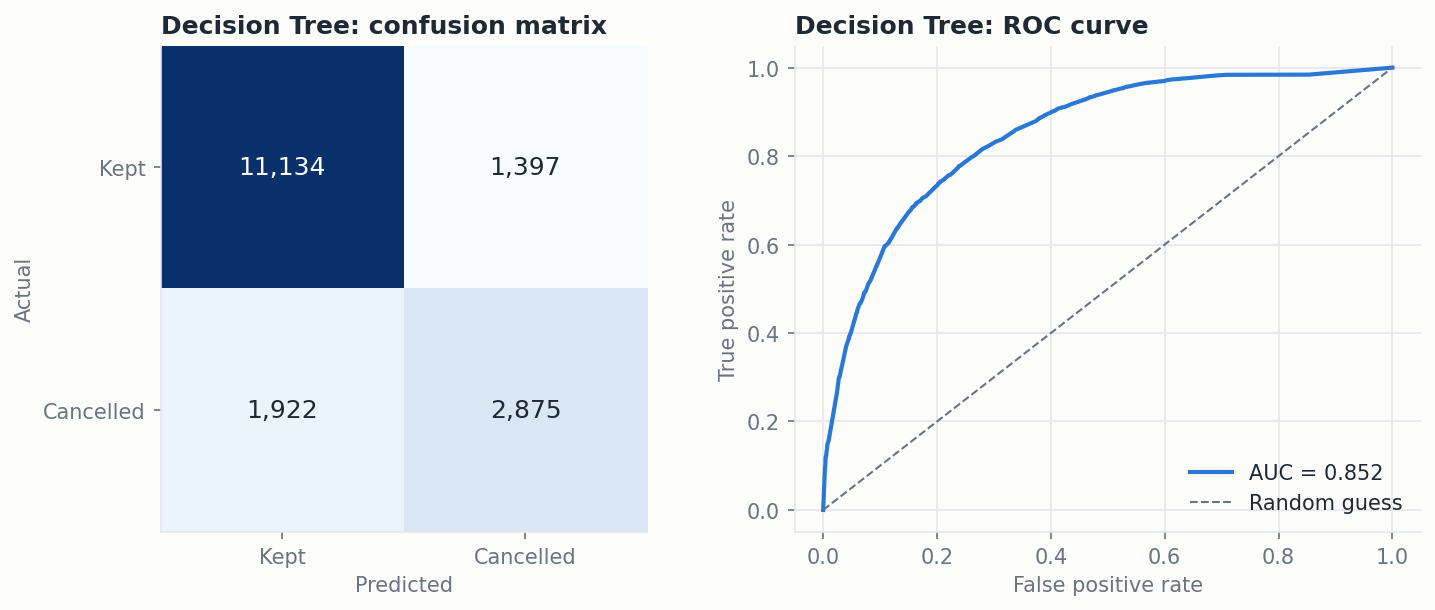 Decision Tree: confusion matrix
Actual
Kept
11,134
1,397
Cancelled
1,922
2,875
Kept
Cancelled
Predicted
Decision Tree: ROC curve
True positive rate
1.0
0.8
0.6
0.4
0.2
0.0
AUC = 0.852
Random guess
0.0
0.2
0.4
0.6
0.8
1.0
False positive rate